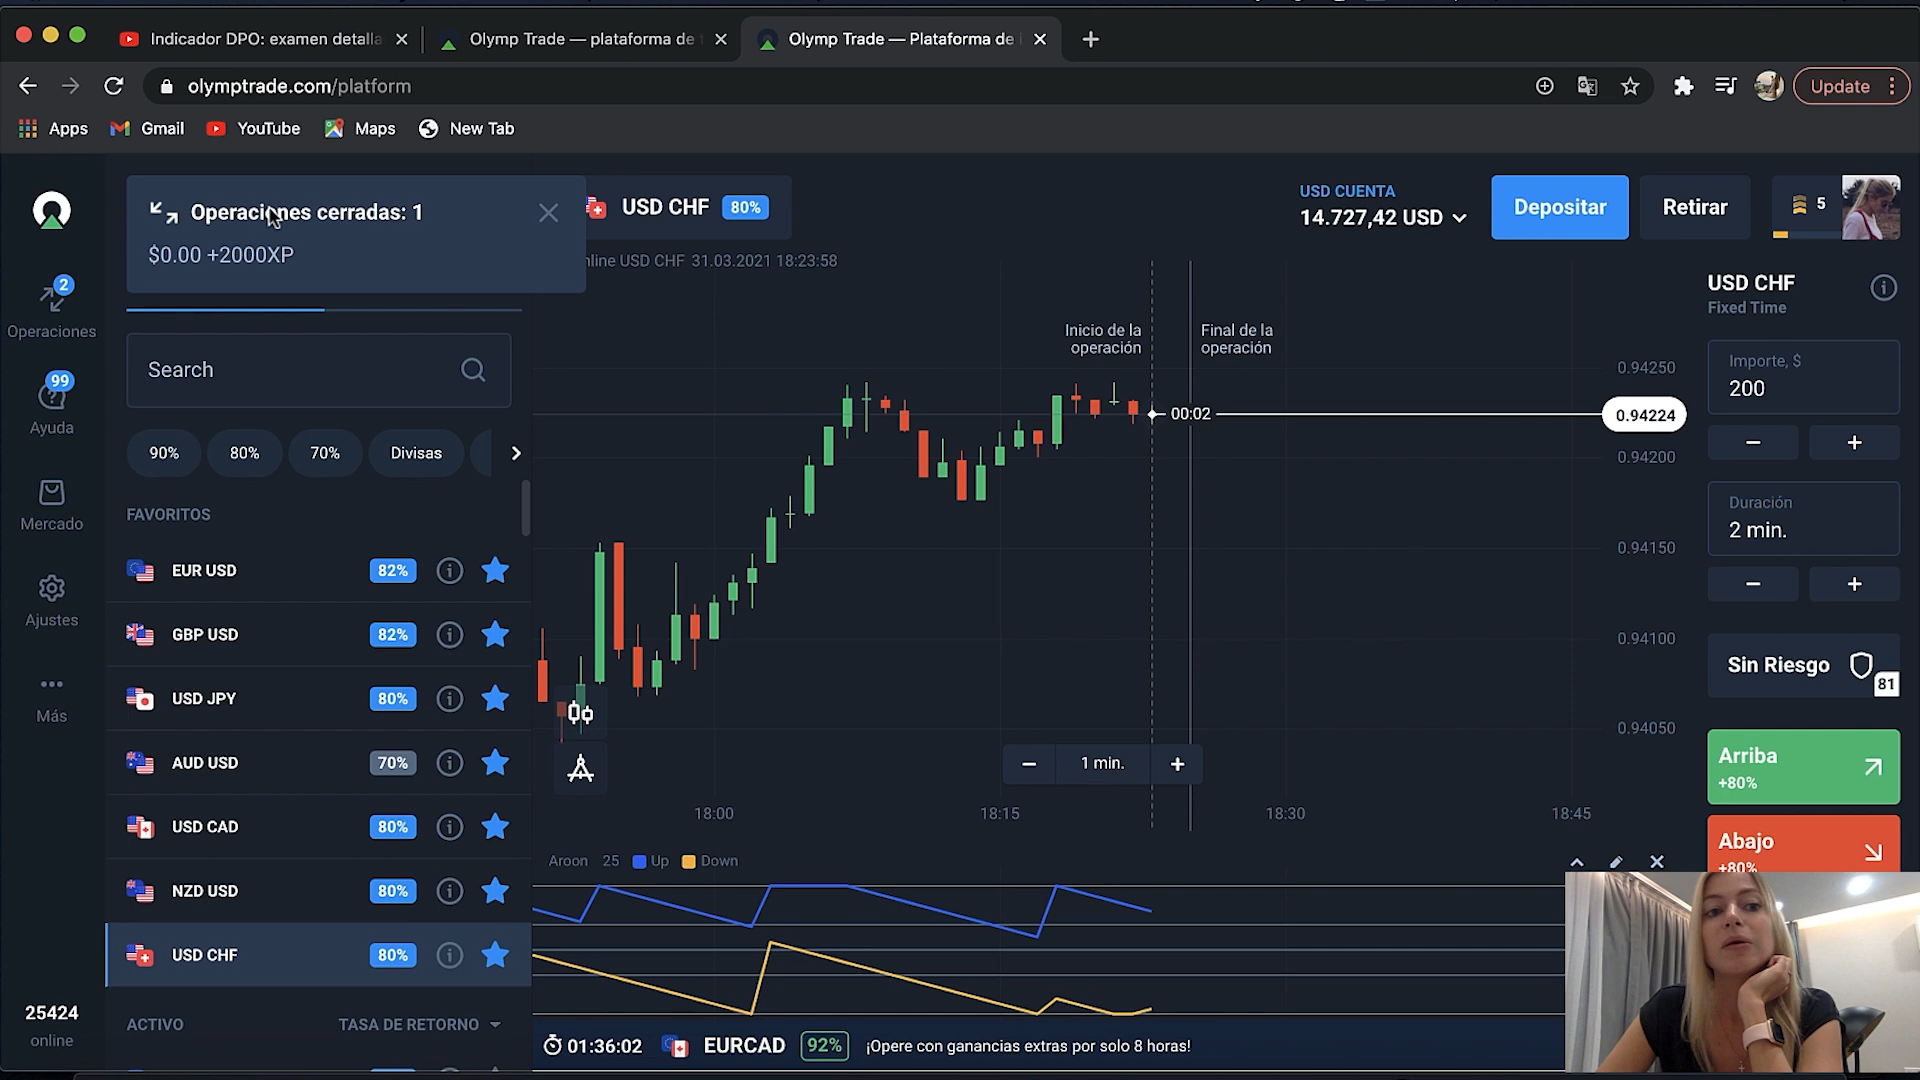 Indicador DPO: examen detalla
Olymp Trade — plataforma de
Olymp Trade — Plataforma de
olymptrade.com/platform
Update
Apps
Gmail
YouTube
Maps
New Tab
Operaciones cerradas: 1
$0.00 +2000XP
USD CHF 80%
USD CUENTA
14.727,42 USD
Depositar
Retirar
5
USD CHF 31.03.2021 18:23:58
2
Operaciones
99
Ayuda
Mercado
Ajustes
Más
25424
online
Search
90%
80%
70%
Divisas
FAVORITOS
EUR USD 82%
GBP USD 82%
USD JPY 80%
AUD USD 70%
USD CAD 80%
NZD USD 80%
USD CHF 80%
ACTIVO TASA DE RETORNO
Inicio de la
operación
Final de la
operación
00:02
0.94250
0.94224
0.94200
0.94150
0.94100
0.94050
1 min.
18:00
18:15
18:30
18:45
Aroon 25 Up Down
01:36:02 EURCAD 92% ¡Opere con ganancias extras por solo 8 horas!
USD CHF
Fixed Time
Importe, $
200
Duración
2 min.
Sin Riesgo
81
Arriba
+80%
Abajo
+80%